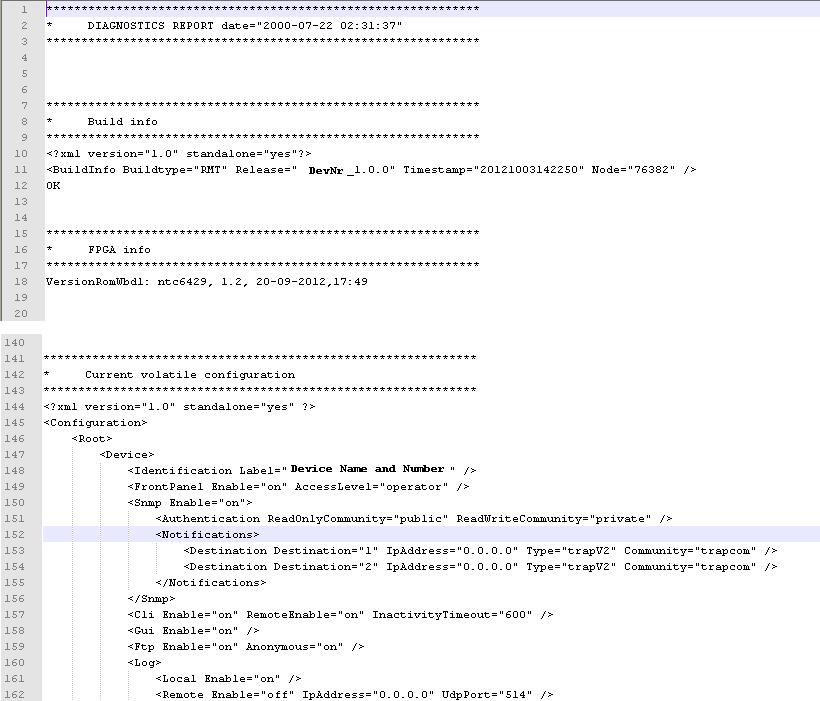 1 **************************************************************
2 *     DIAGNOSTICS REPORT date="2000-07-22 02:31:37"
3 **************************************************************
4
5
6
7 **************************************************************
8 *     Build info
9 **************************************************************
10 <?xml version="1.0" standalone="yes"?>
11 <BuildInfo Buildtype="RMT" Release=" DevNr_1.0.0" Timestamp="20121003142250" Node="76382" />
12 OK
13
14
15 **************************************************************
16 *     FPGA info
17 **************************************************************
18 VersionRomWbd1: ntc6429, 1.2, 20-09-2012,17:49
19
20
140
141 **************************************************************
142 *     Current volatile configuration
143 **************************************************************
144 <?xml version="1.0" standalone="yes" ?>
145 <Configuration>
146     <Root>
147         <Device>
148             <Identification Label=" Device Name and Number " />
149             <FrontPanel Enable="on" AccessLevel="operator" />
150             <Snmp Enable="on">
151                 <Authentication ReadOnlyCommunity="public" ReadWriteCommunity="private" />
152                 <Notifications>
153                     <Destination Destination="1" IpAddress="0.0.0.0" Type="trapV2" Community="trapcom" />
154                     <Destination Destination="2" IpAddress="0.0.0.0" Type="trapV2" Community="trapcom" />
155                 </Notifications>
156             </Snmp>
157             <Cli Enable="on" RemoteEnable="on" InactivityTimeout="600" />
158             <Gui Enable="on" />
159             <Ftp Enable="on" Anonymous="on" />
160             <Log>
161                 <Local Enable="on" />
162                 <Remote Enable="off" IpAddress="0.0.0.0" UdpPort="514" />